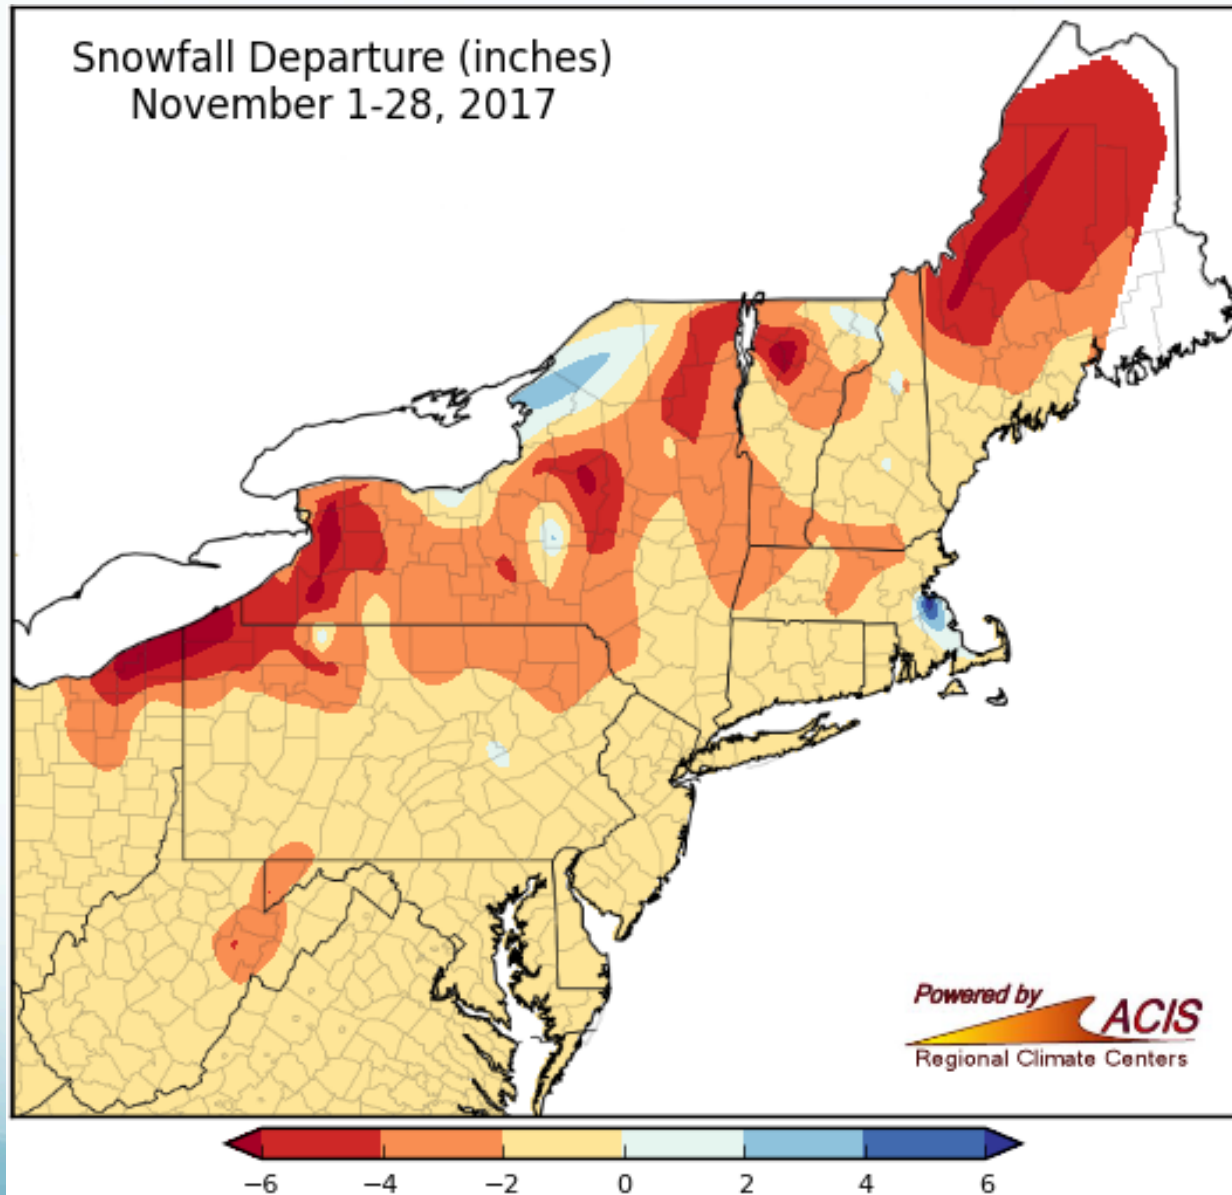 Snowfall Departure (inches)
November 1-28, 2017
Powered by
ACIS
Regional Climate Centers
−6 −4 −2 0 2 4 6